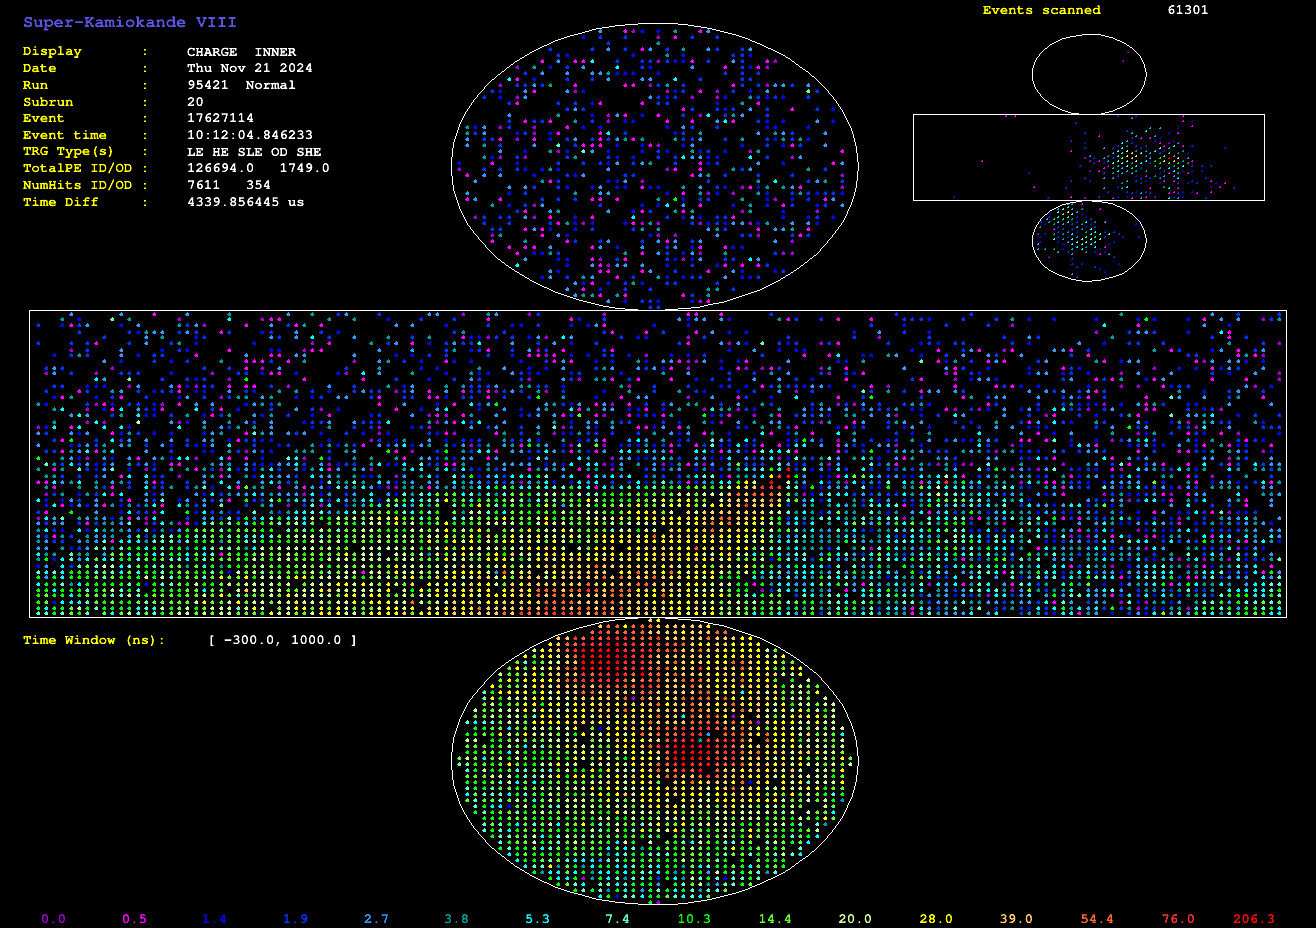 Super-Kamiokande VIII
Events scanned 61301
Display : CHARGE INNER
Date : Thu Nov 21 2024
Run : 95421 Normal
Subrun : 20
Event : 17627114
Event time : 10:12:04.846233
TRG Type(s) : LE HE SLE OD SHE
TotalPE ID/OD : 126694.0 1749.0
NumHits ID/OD : 7611 354
Time Diff : 4339.856445 us
Time Window (ns): [ -300.0, 1000.0 ]
0.0 0.5 1.4 1.9 2.7 3.8 5.3 7.4 10.3 14.4 20.0 28.0 39.0 54.4 76.0 206.3